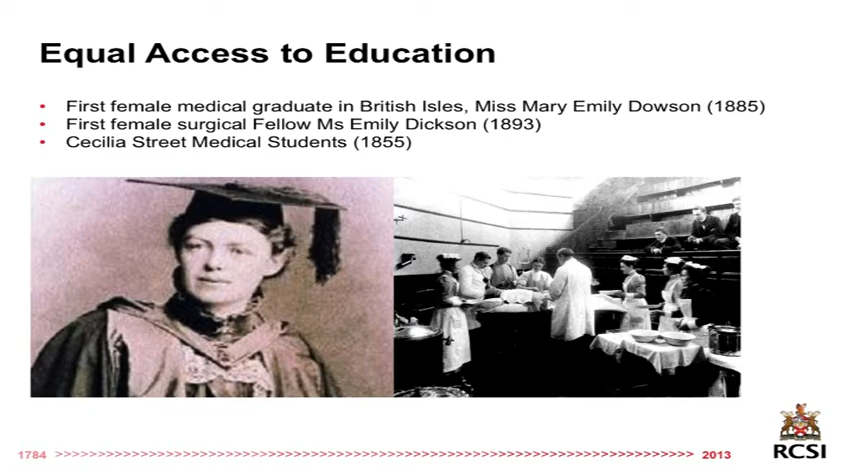 Equal Access to Education
• First female medical graduate in British Isles, Miss Mary Emily Dowson (1885)
• First female surgical Fellow Ms Emily Dickson (1893)
• Cecilia Street Medical Students (1855)
1784 >>>>>>>>>>>>>>>>>>>>>>>>>>>>>>>>>>>>>>>>>>>>>>>>>>>>>>>>>>>>>>>>>>>>>>>>>>>> 2013
RCSI